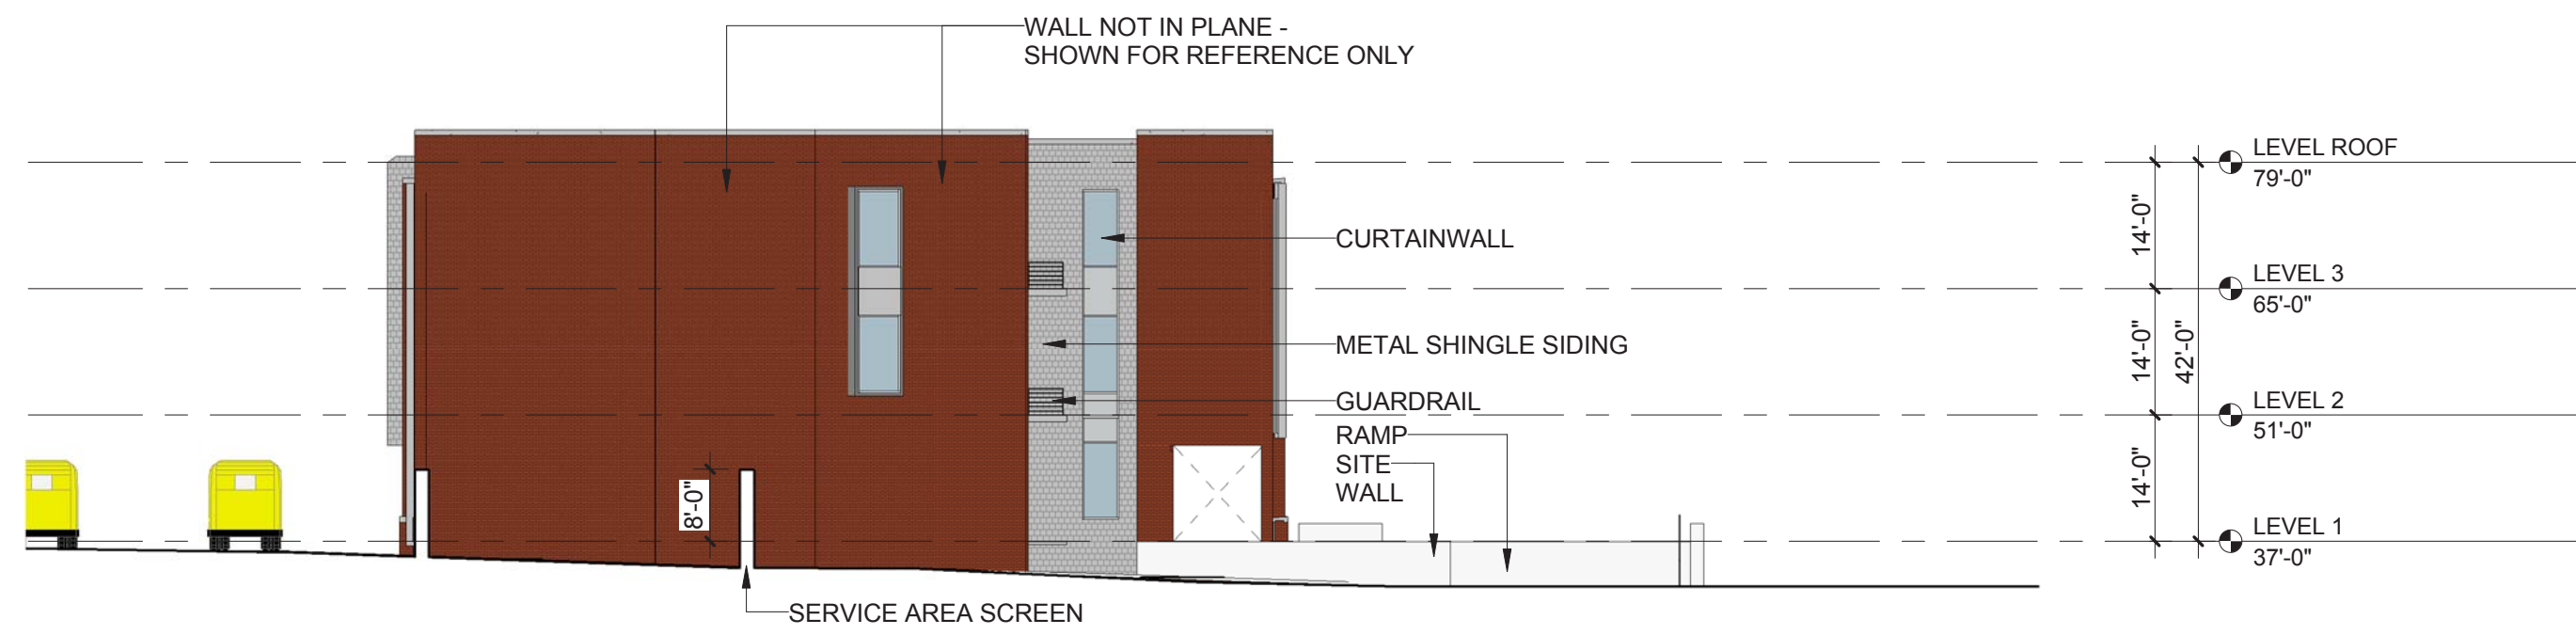 WALL NOT IN PLANE -
SHOWN FOR REFERENCE ONLY
LEVEL ROOF
79'-0"
14'-0"
CURTAINWALL
LEVEL 3
65'-0"
METAL SHINGLE SIDING
14'-0"
42'-0"
GUARDRAIL
LEVEL 2
51'-0"
RAMP
SITE
WALL
8'-0"
14'-0"
LEVEL 1
37'-0"
SERVICE AREA SCREEN